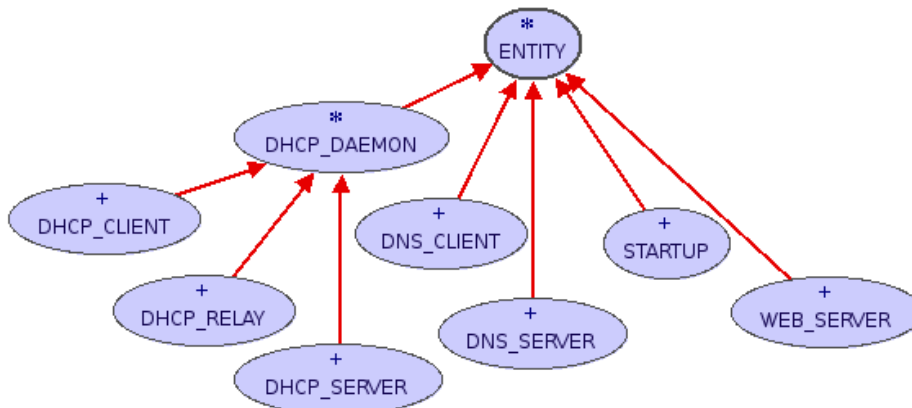 *
ENTITY
*
DHCP_DAEMON
+
DHCP_CLIENT
+
DNS_CLIENT
+
STARTUP
+
DHCP_RELAY
+
DNS_SERVER
+
WEB_SERVER
+
DHCP_SERVER